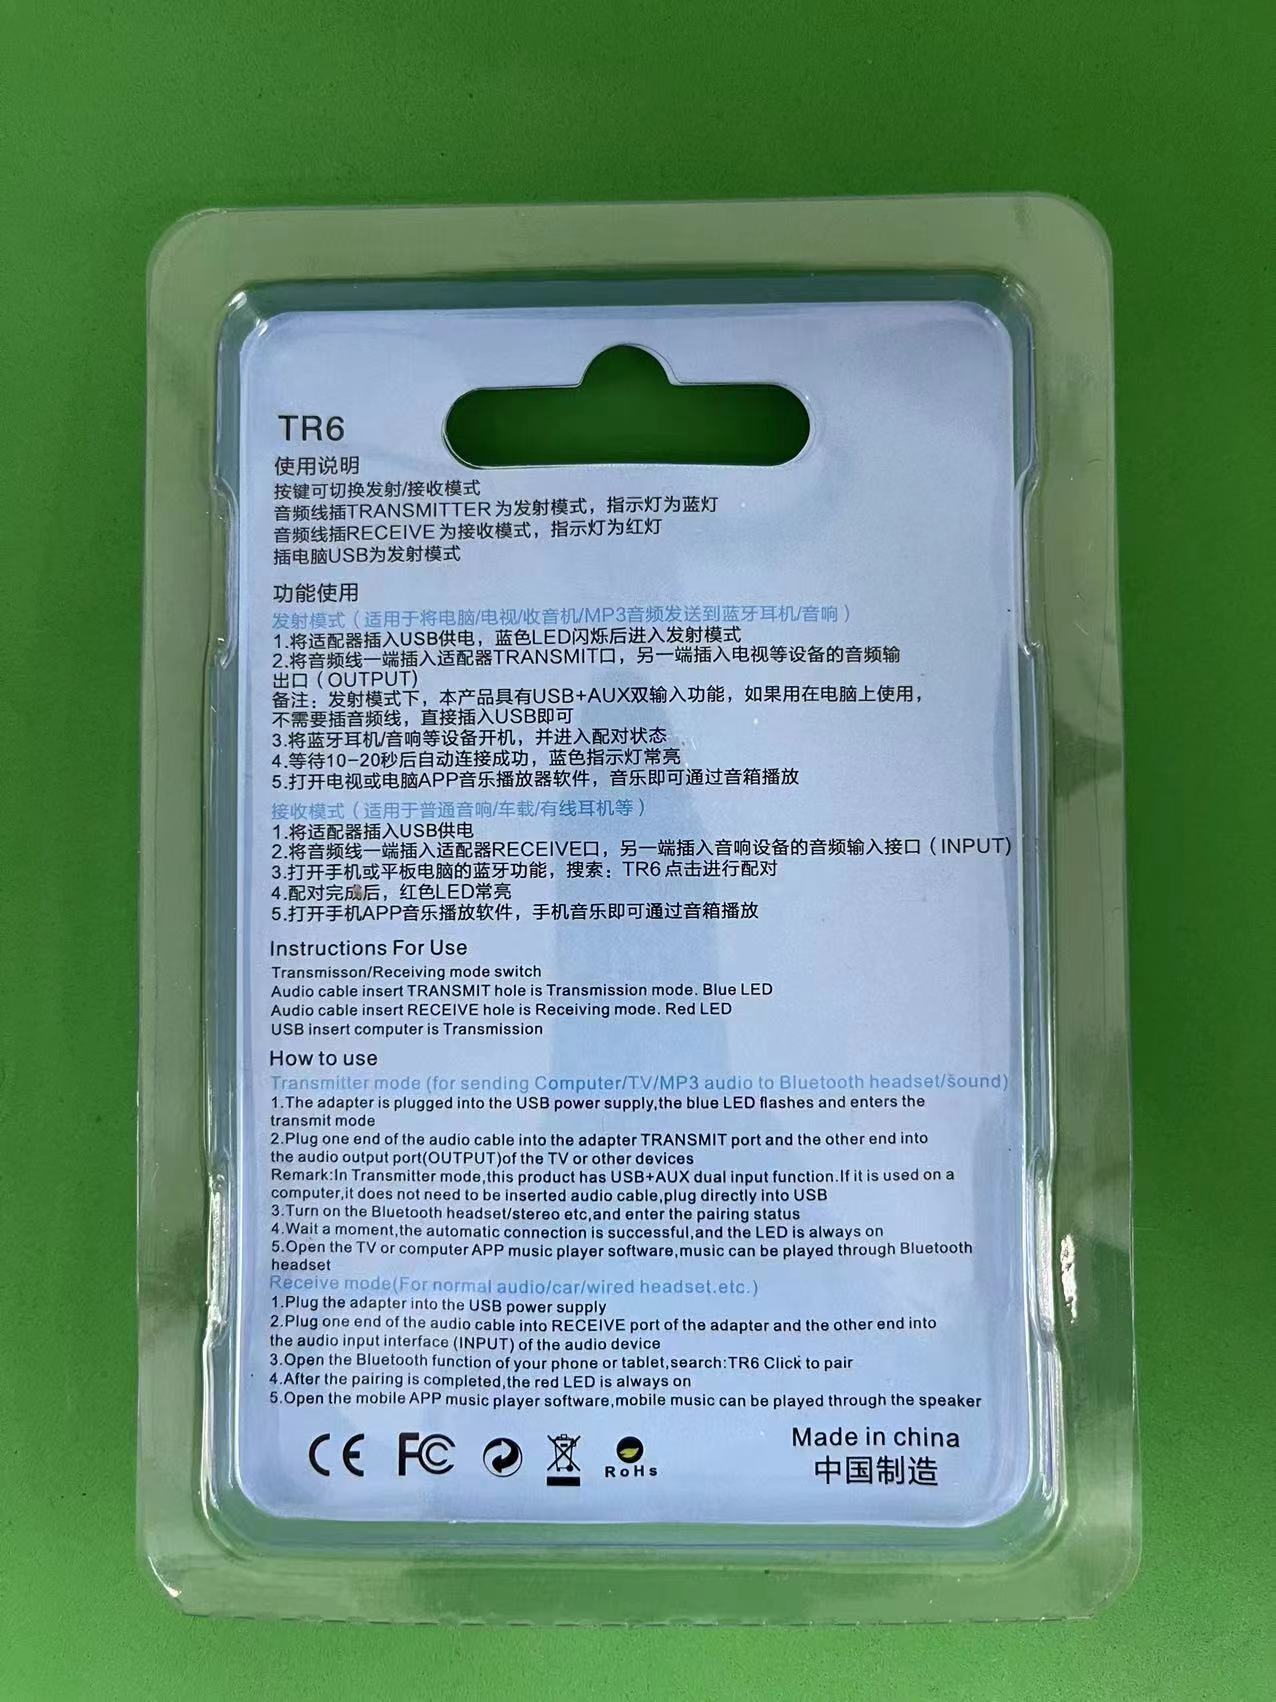 TR6
使用说明
按键可切换发射/接收模式
音频线插TRANSMITTER为发射模式，指示灯为蓝灯
音频线插RECEIVE为接收模式，指示灯为红灯
插电脑USB为发射模式
功能使用
发射模式（适用于将电脑/电视/收音机/MP3音频发送到蓝牙耳机/音响）
1.将适配器插入USB供电，蓝色LED闪烁后进入发射模式
2.将音频线一端插入适配器TRANSMIT口，另一端插入电视等设备的音频输
出口（OUTPUT）
备注：发射模式下，本产品具有USB+AUX双输入功能，如果用在电脑上使用，
不需要插音频线，直接插入USB即可
3.将蓝牙耳机/音响等设备开机，并进入配对状态
4.等待10-20秒后自动连接成功，蓝色指示灯常亮
5.打开电视或电脑APP音乐播放器软件，音乐即可通过音箱播放
接收模式（适用于普通音响/车载/有线耳机等）
1.将适配器插入USB供电
2.将音频线一端插入适配器RECEIVE口，另一端插入音响设备的音频输入接口（INPUT)
3.打开手机或平板电脑的蓝牙功能，搜索：TR6点击进行配对
4.配对完成后，红色LED常亮
5.打开手机APP音乐播放软件，手机音乐即可通过音箱播放
Instructions For Use
Transmisson/Receiving mode switch
Audio cable insert TRANSMIT hole is Transmission mode. Blue LED
Audio cable insert RECEIVE hole is Receiving mode. Red LED
USB insert computer is Transmission
How to use
Transmitter mode (for sending Computer/TV/MP3 audio to Bluetooth headset/sound)
1.The adapter is plugged into the USB power supply,the blue LED flashes and enters the
transmit mode
2.Plug one end of the audio cable into the adapter TRANSMIT port and the other end into
the audio output port(OUTPUT)of the TV or other devices
Remark:In Transmitter mode,this product has USB+AUX dual input function.If it is used on a
computer,it does not need to be inserted audio cable,plug directly into USB
3.Turn on the Bluetooth headset/stereo etc,and enter the pairing status
4.Wait a moment,the automatic connection is successful,and the LED is always on
5.Open the TV or computer APP music player software,music can be played through Bluetooth
headset
Receive mode(For normal audio/car/wired headset.etc.)
1.Plug the adapter into the USB power supply
2.Plug one end of the audio cable into RECEIVE port of the adapter and the other end into
the audio input interface (INPUT) of the audio device
3.Open the Bluetooth function of your phone or tablet,search:TR6 Click to pair
4.After the pairing is completed,the red LED is always on
5.Open the mobile APP music player software,mobile music can be played through the speaker
CE FC RoHs
Made in china
中国制造